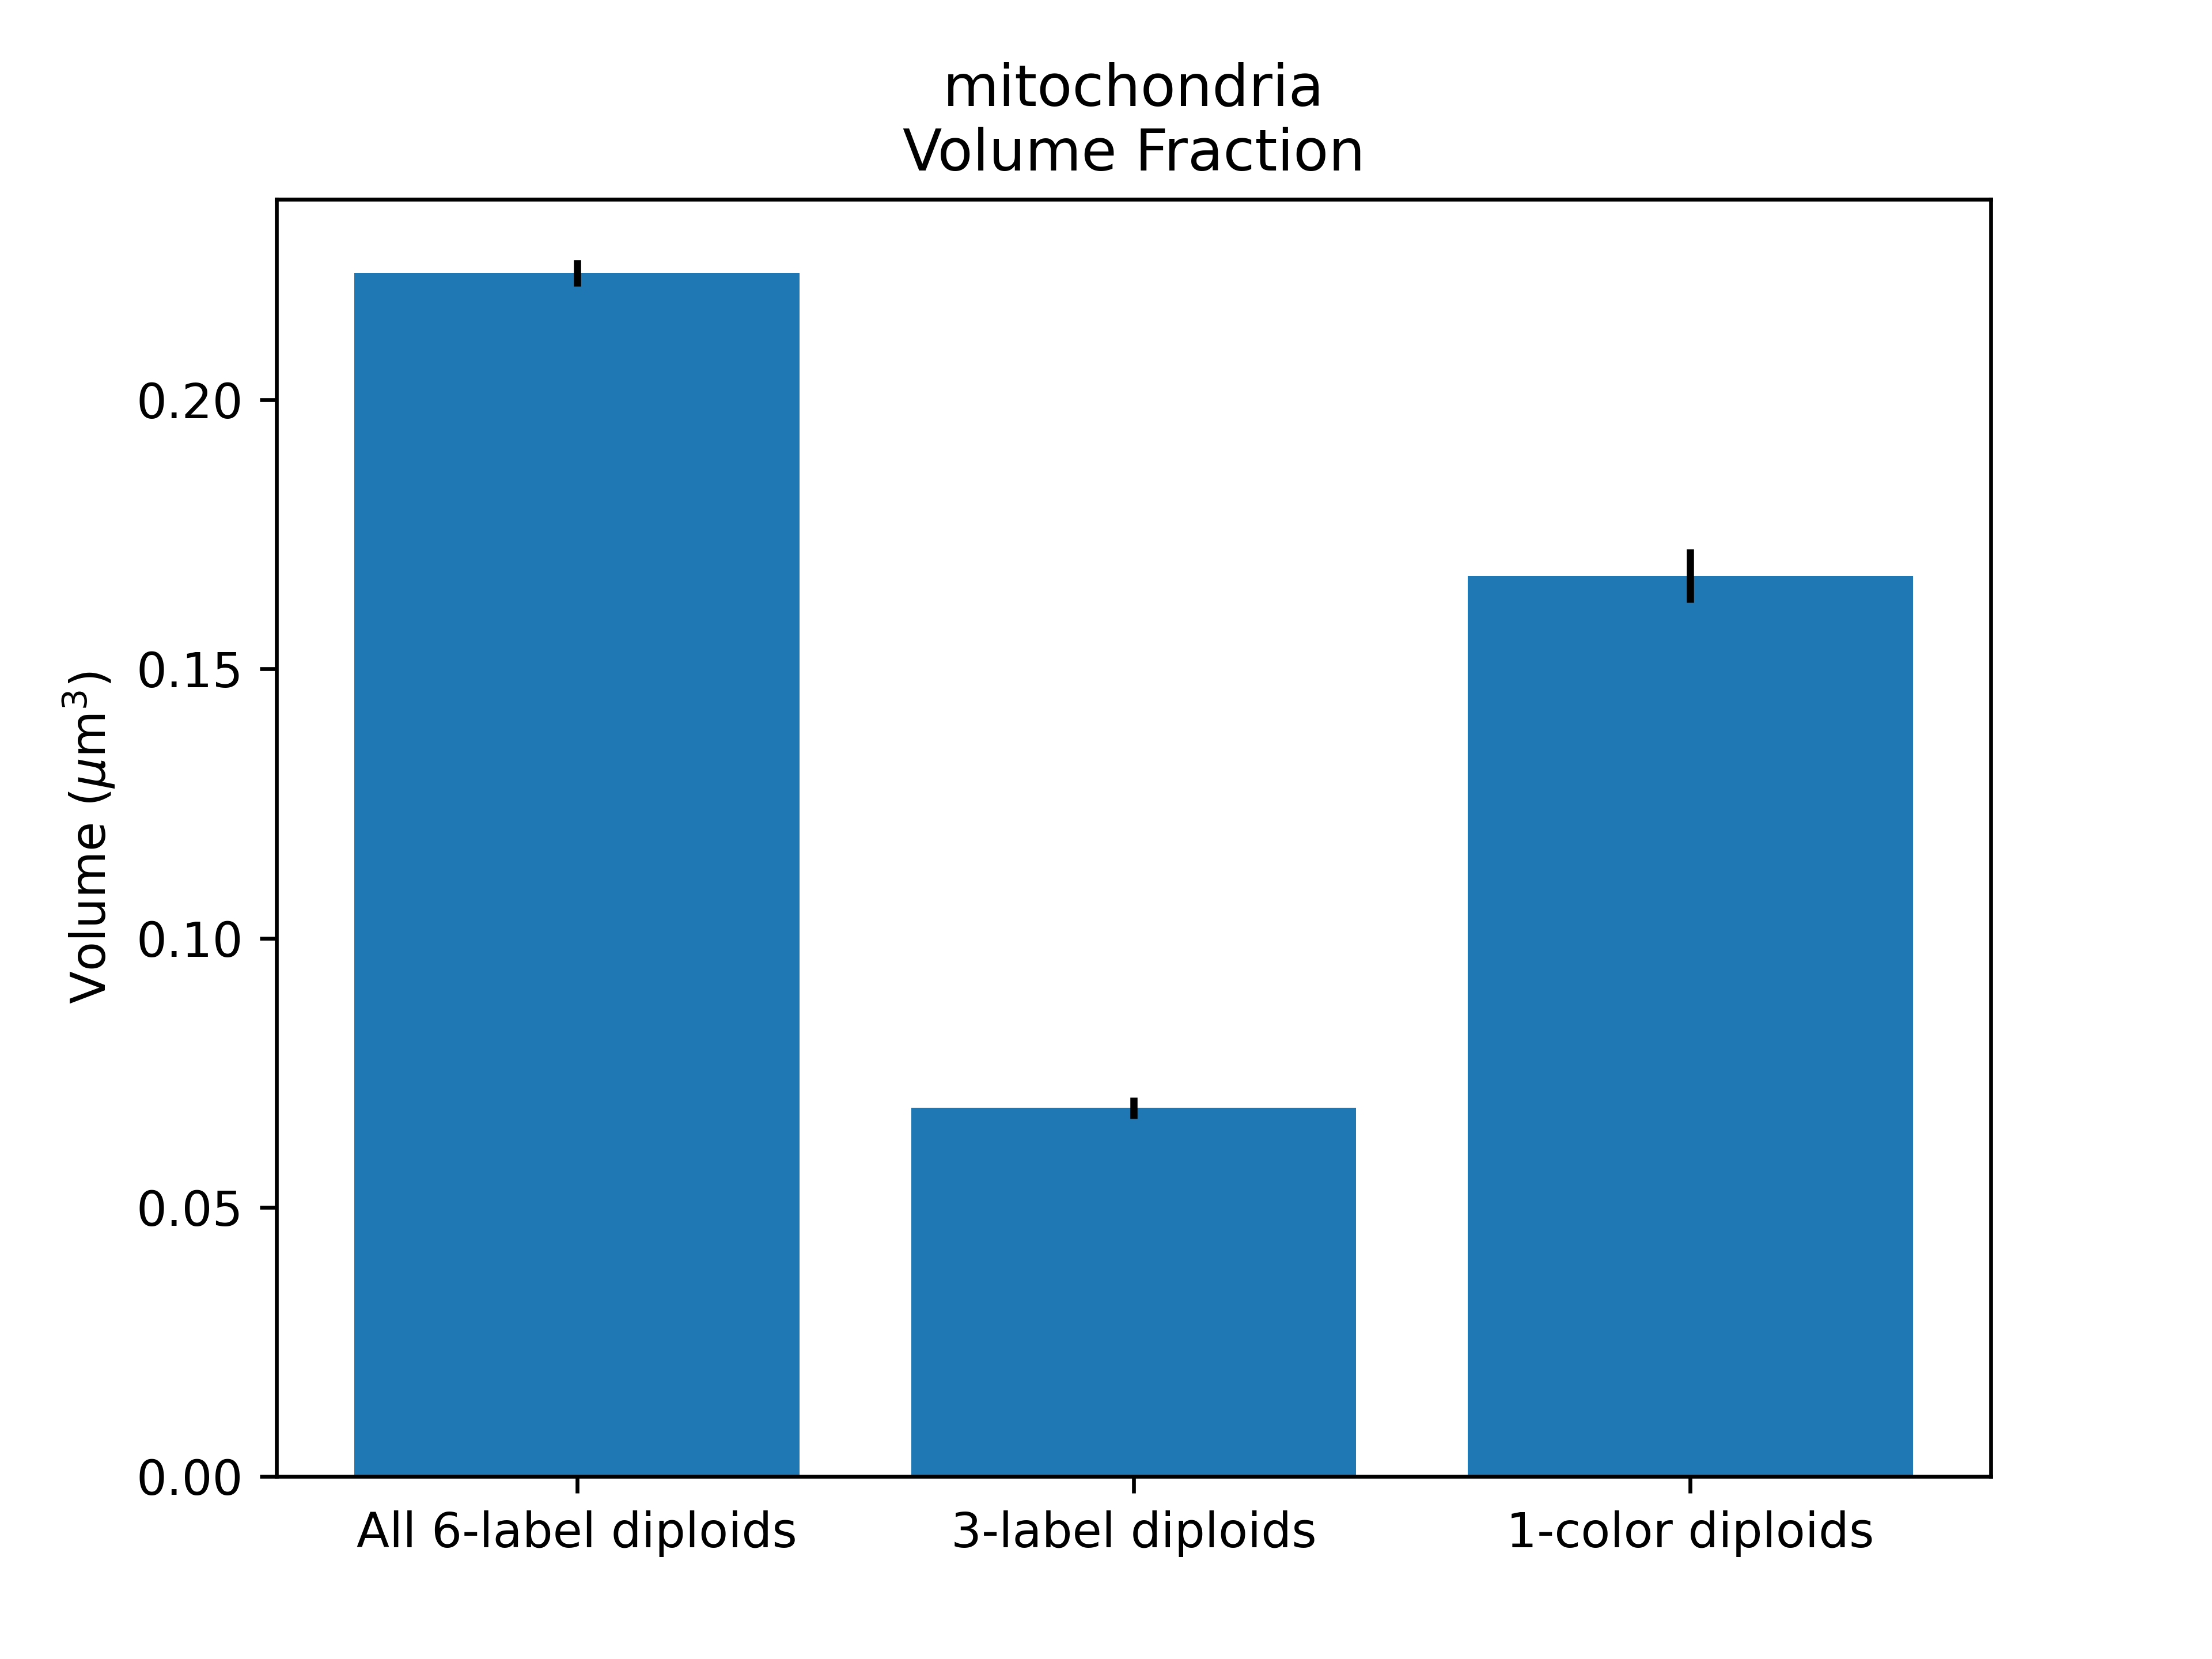 mitochondria
Volume Fraction
Volume (μm³)
0.20
0.15
0.10
0.05
0.00
All 6-label diploids
3-label diploids
1-color diploids